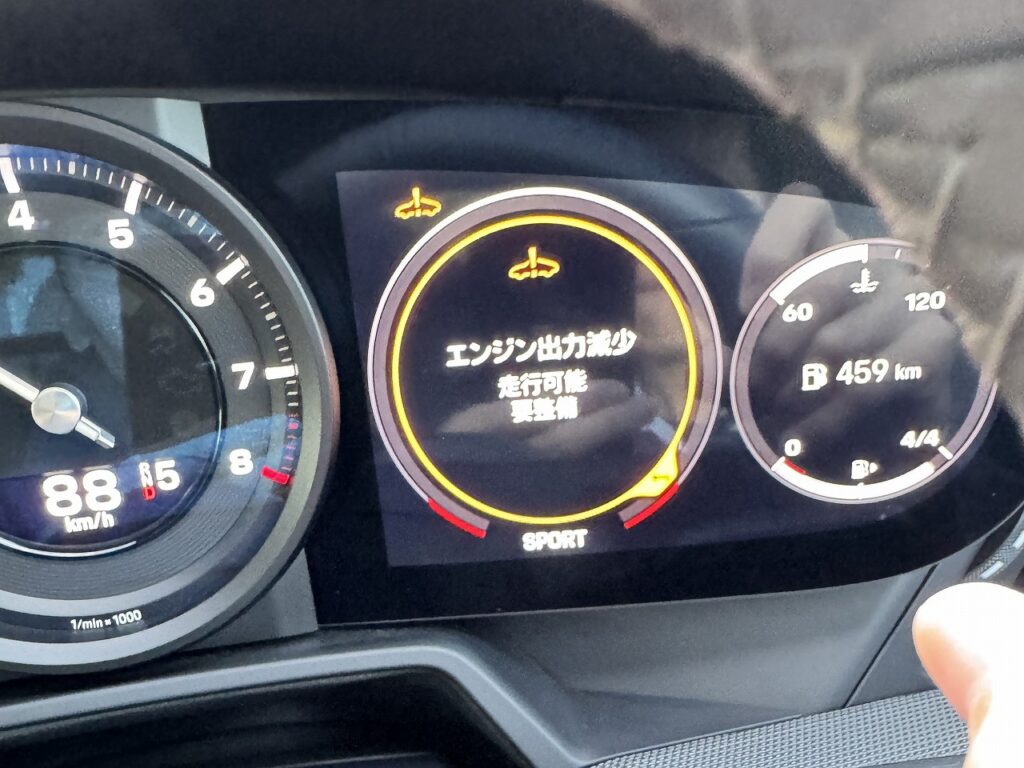 4
5
6
7
8
88
km/h
R
N
D
5
1/min × 1000
エンジン出力減少
走行可能
要整備
SPORT
60
120
459 km
0
4/4